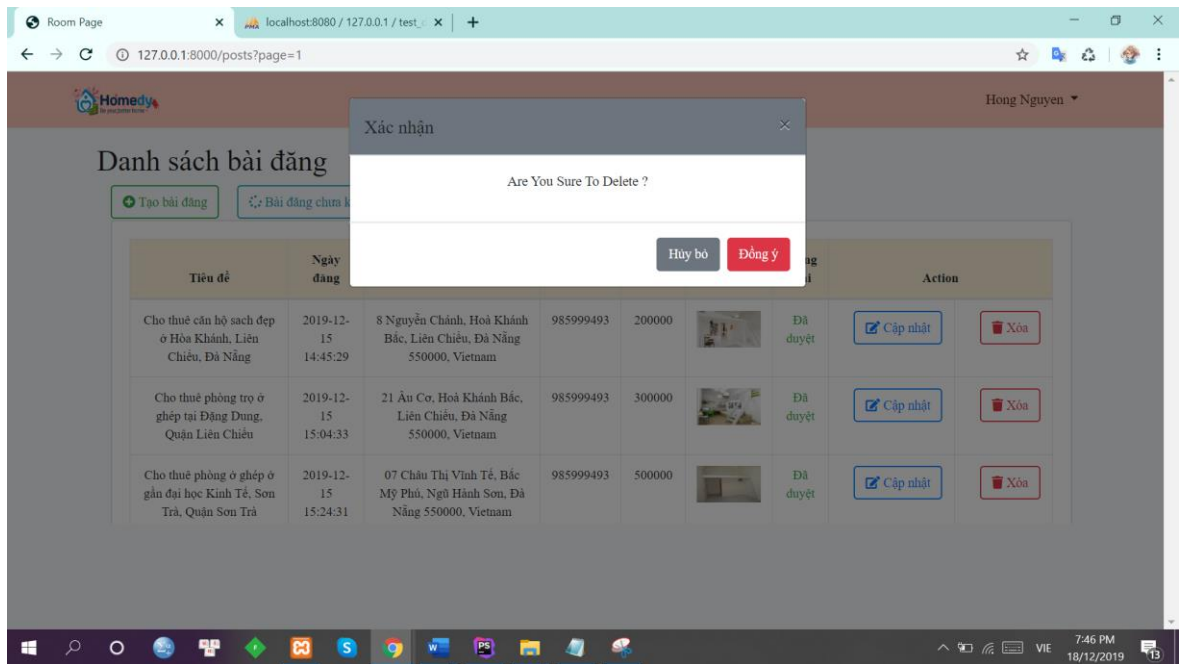 Room Page
localhost:8080 / 127.0.0.1 / test_
127.0.0.1:8000/posts?page=1
Homedy
Hong Nguyen
Xác nhận
Are You Sure To Delete ?
Hủy bỏ Đồng ý
Danh sách bài đăng
Tạo bài đăng Bài đăng chưa k
Tiêu đề Ngày đăng Action
Cho thuê căn hộ sạch đẹp
ở Hòa Khánh, Liên
Chiểu, Đà Nẵng
2019-12-
15
14:45:29
8 Nguyễn Chánh, Hoà Khánh
Bắc, Liên Chiểu, Đà Nẵng
550000, Vietnam
985999493 200000
Đã
duyệt
Cập nhật Xóa
Cho thuê phòng trọ ở
ghép tại Đặng Dung,
Quận Liên Chiểu
2019-12-
15
15:04:33
21 Âu Cơ, Hoà Khánh Bắc,
Liên Chiểu, Đà Nẵng
550000, Vietnam
985999493 300000
Đã
duyệt
Cập nhật Xóa
Cho thuê phòng ở ghép ở
gần đại học Kinh Tế, Sơn
Trà, Quận Sơn Trà
2019-12-
15
15:24:31
07 Châu Thị Vĩnh Tế, Bắc
Mỹ Phú, Ngũ Hành Sơn, Đà
Nẵng 550000, Vietnam
985999493 500000
Đã
duyệt
Cập nhật Xóa
VIE
7:46 PM
18/12/2019
13